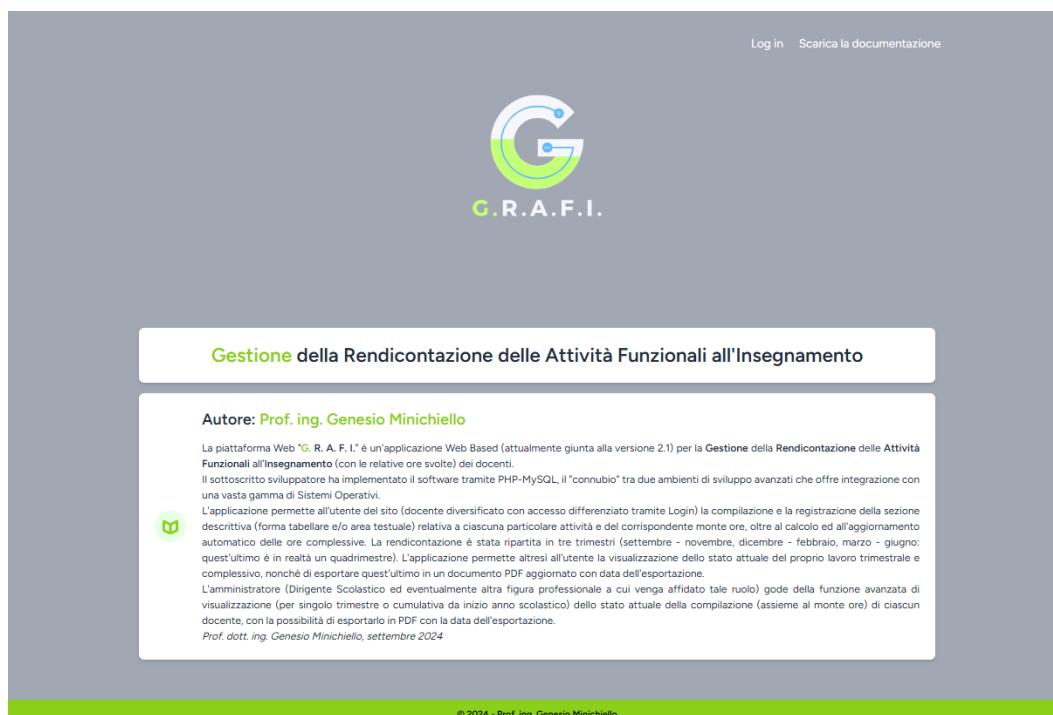 Log in Scarica la documentazione
G.R.A.F.I.
Gestione della Rendicontazione delle Attività Funzionali all'Insegnamento
Autore: Prof. ing. Genesio Minichiello
La piattaforma Web "G. R. A. F. I." è un'applicazione Web Based (attualmente giunta alla versione 2.1) per la Gestione della Rendicontazione delle Attività
Funzionali all'Insegnamento (con le relative ore svolte) dei docenti.
Il sottoscritto sviluppatore ha implementato il software tramite PHP-MySQL, il "connubio" tra due ambienti di sviluppo avanzati che offre integrazione con
una vasta gamma di Sistemi Operativi.
L'applicazione permette all'utente del sito (docente diversificato con accesso differenziato tramite Login) la compilazione e la registrazione della sezione
descrittiva (forma tabellare e/o area testuale) relativa a ciascuna particolare attività e del corrispondente monte ore, oltre al calcolo ed all'aggiornamento
automatico delle ore complessive. La rendicontazione è stata ripartita in tre trimestri (settembre - novembre, dicembre - febbraio, marzo - giugno:
quest'ultimo è in realtà un quadrimestre). L'applicazione permette altresì all'utente la visualizzazione dello stato attuale del proprio lavoro trimestrale e
complessivo, nonchè di esportare quest'ultimo in un documento PDF aggiornato con data dell'esportazione.
L'amministratore (Dirigente Scolastico ed eventualmente altra figura professionale a cui venga affidato tale ruolo) gode della funzione avanzata di
visualizzazione (per singolo trimestre o cumulativa da inizio anno scolastico) dello stato attuale della compilazione (assieme al monte ore) di ciascun
docente, con la possibilità di esportarlo in PDF con la data dell'esportazione.
Prof. dott. ing. Genesio Minichiello, settembre 2024
© 2024 - Prof. ing. Genesio Minichiello